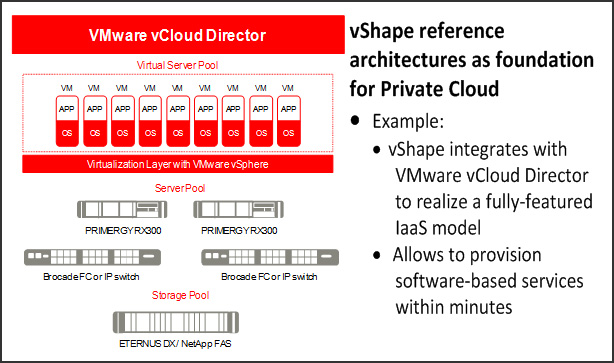 VMware vCloud Director
Virtual Server Pool
VM VM VM VM VM VM VM VM VM
APP APP APP APP APP APP APP APP APP
OS OS OS OS OS OS OS OS OS
Virtualization Layer with VMware vSphere
Server Pool
PRIMERGY RX300 PRIMERGY RX300
Brocade FC or IP switch Brocade FC or IP switch
Storage Pool
ETERNUS DX / NetApp FAS
vShape reference
architectures as foundation
for Private Cloud
• Example:
• vShape integrates with
VMware vCloud Director
to realize a fully-featured
IaaS model
• Allows to provision
software-based services
within minutes